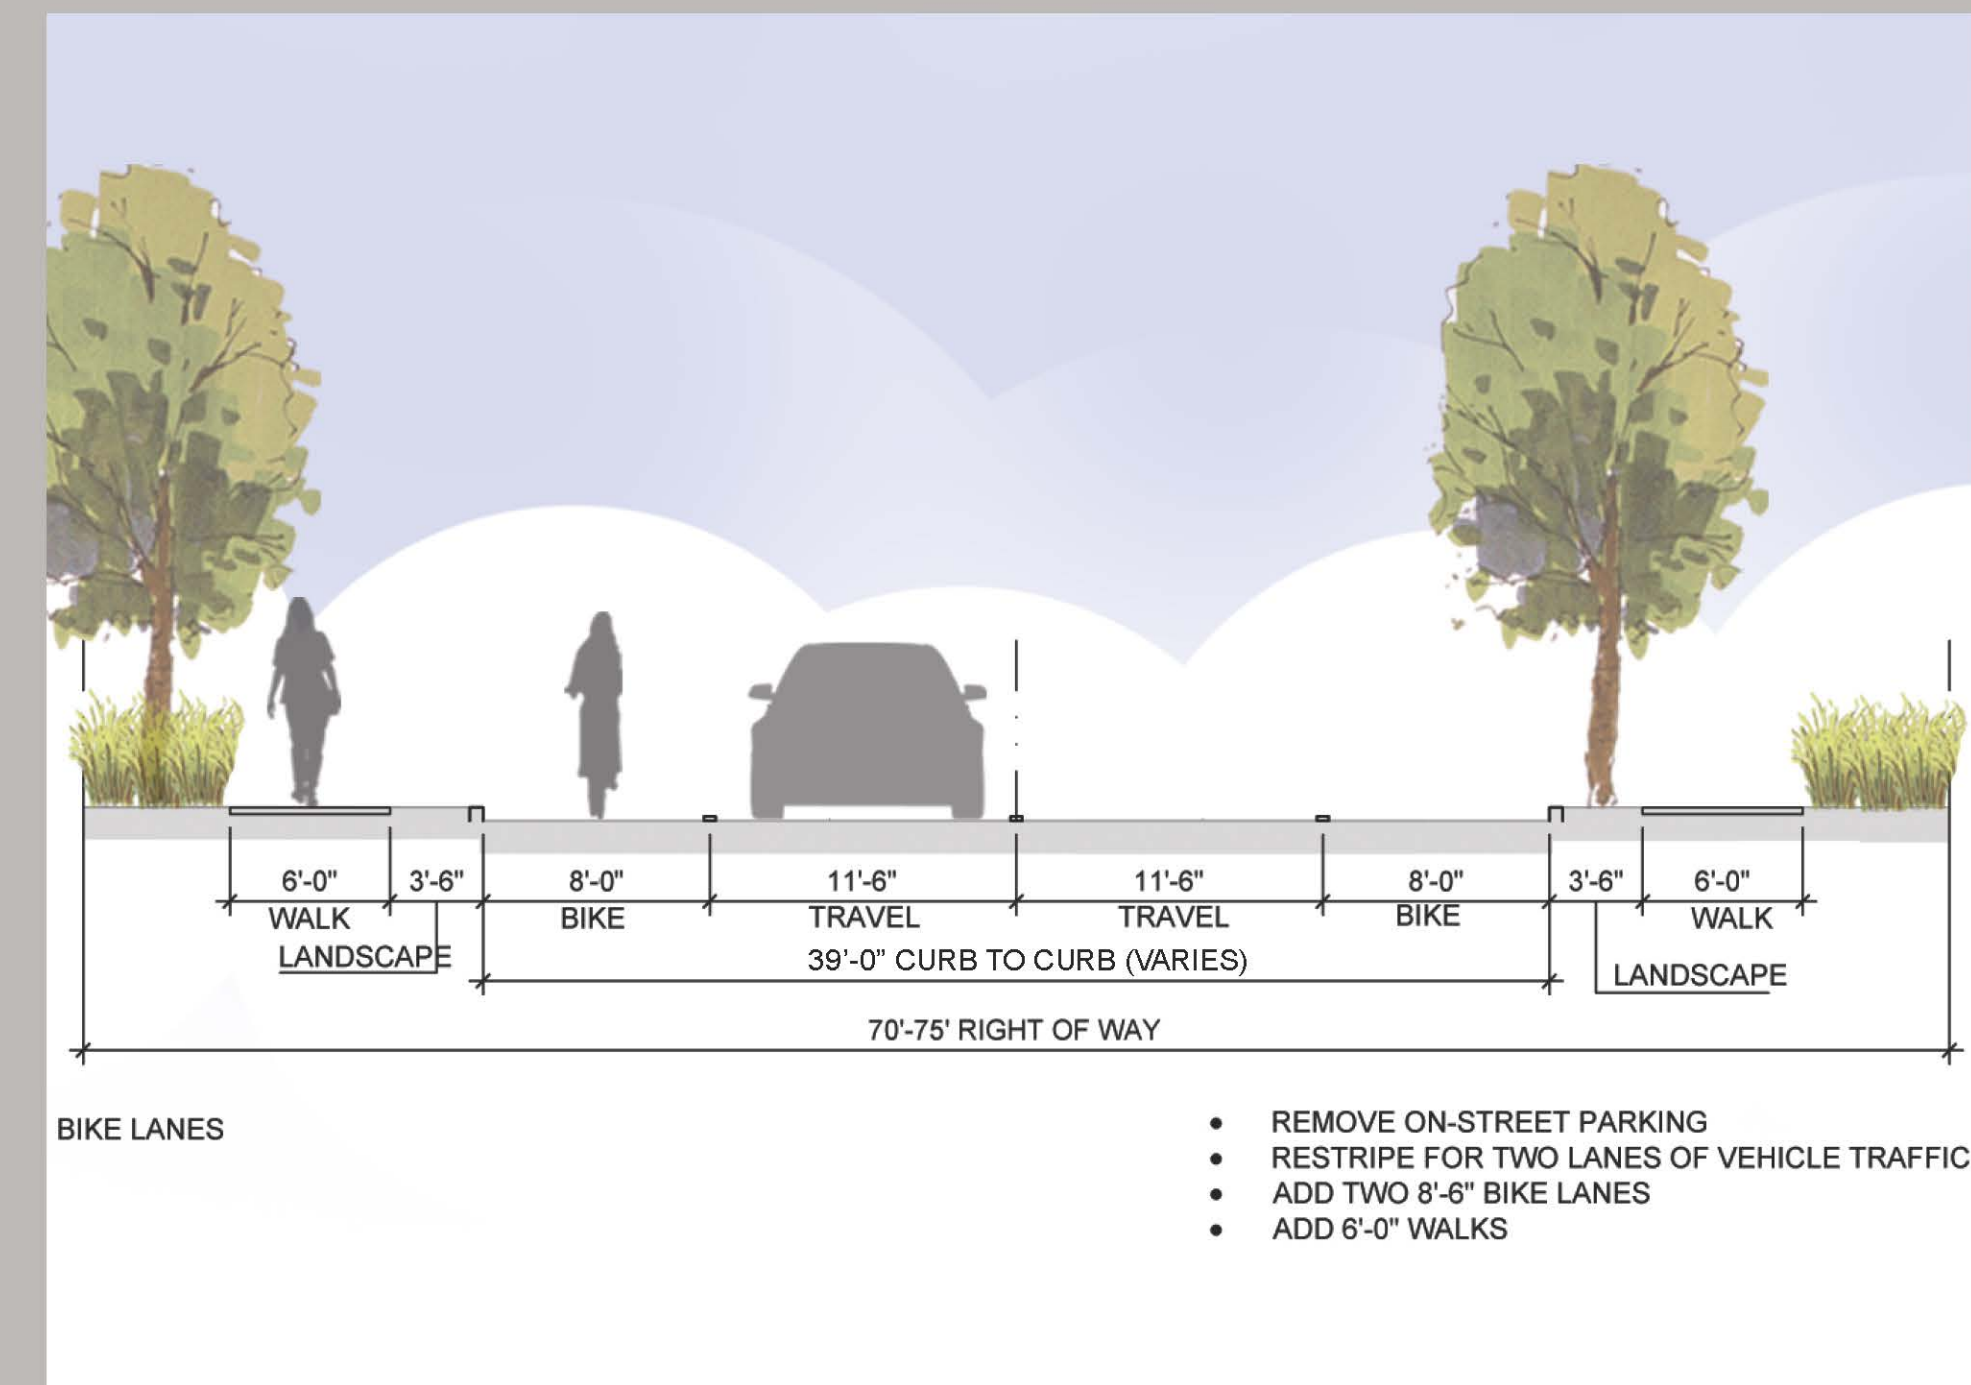 6'-0" 3'-6" 8'-0" 11'-6" 11'-6" 8'-0" 3'-6" 6'-0"
WALK BIKE TRAVEL TRAVEL BIKE WALK
LANDSCAPE 39'-0” CURB TO CURB (VARIES) LANDSCAPE
70'-75' RIGHT OF WAY
BIKE LANES
• REMOVE ON-STREET PARKING
• RESTRIPE FOR TWO LANES OF VEHICLE TRAFFIC
• ADD TWO 8'-6" BIKE LANES
• ADD 6'-0" WALKS